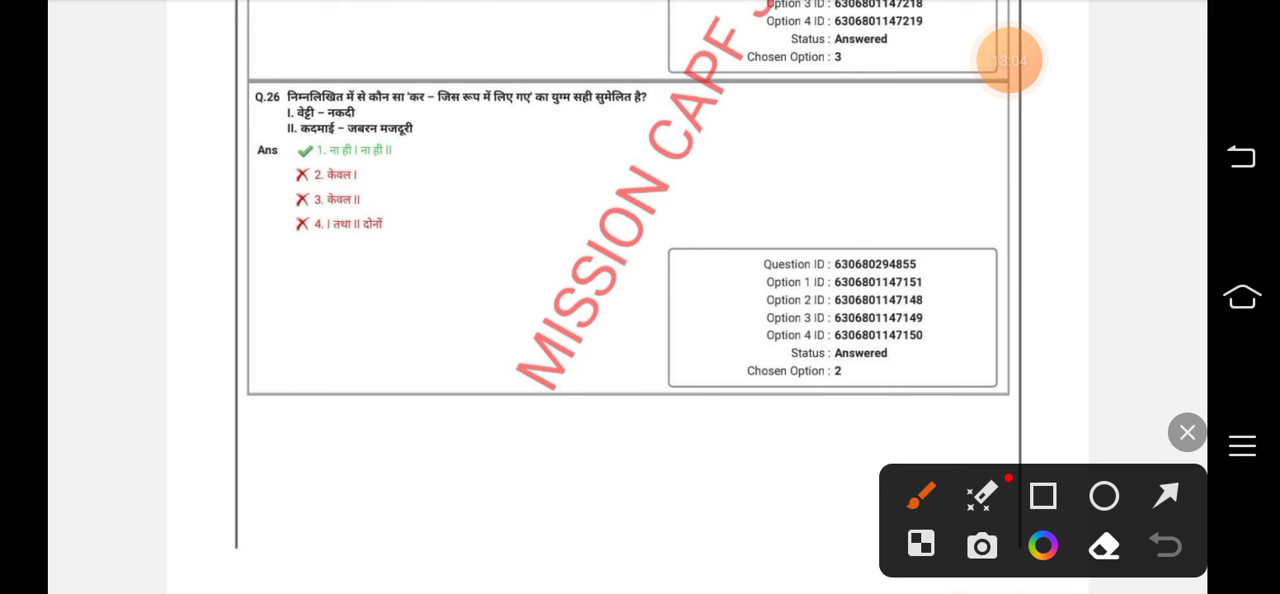 Option 3 ID : 6306801147218
Option 4 ID : 6306801147219
Status : Answered
Chosen Option : 3
13:04
Q.26 निम्नलिखित में से कौन सा 'कर – जिस रूप में लिए गए' का युग्म सही सुमेलित है?
I. वेट्टी – नकदी
II. कदमाई – जबरन मजदूरी
Ans 1. ना ही I ना ही II
2. केवल I
3. केवल II
4. I तथा II दोनों
Question ID : 630680294855
Option 1 ID : 6306801147151
Option 2 ID : 6306801147148
Option 3 ID : 6306801147149
Option 4 ID : 6306801147150
Status : Answered
Chosen Option : 2
MISSION CAPF